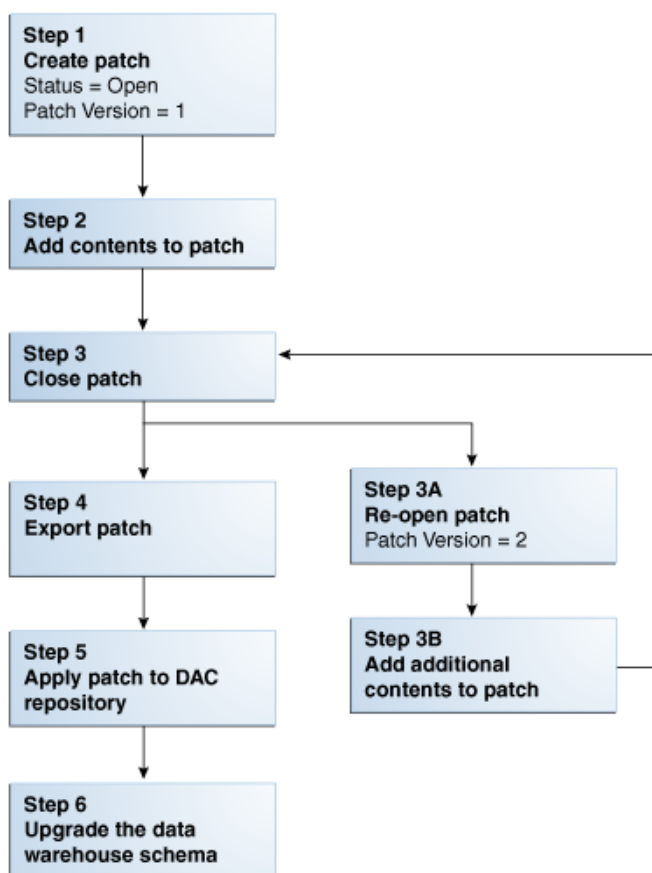 Step 1
Create patch
Status = Open
Patch Version = 1
Step 2
Add contents to patch
Step 3
Close patch
Step 4
Export patch
Step 3A
Re-open patch
Patch Version = 2
Step 5
Apply patch to DAC
repository
Step 3B
Add additional
contents to patch
Step 6
Upgrade the data
warehouse schema